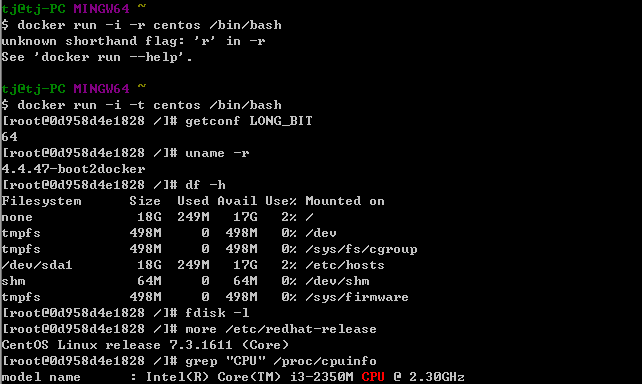 tj@tj-PC MINGW64 ~
$ docker run -i -r centos /bin/bash
unknown shorthand flag: 'r' in -r
See 'docker run --help'.
tj@tj-PC MINGW64 ~
$ docker run -i -t centos /bin/bash
[root@0d958d4e1828 /]# getconf LONG_BIT
64
[root@0d958d4e1828 /]# uname -r
4.4.47-boot2docker
[root@0d958d4e1828 /]# df -h
Filesystem      Size  Used Avail Use% Mounted on
none             18G  249M   17G   2% /
tmpfs           498M     0  498M   0% /dev
tmpfs           498M     0  498M   0% /sys/fs/cgroup
/dev/sda1        18G  249M   17G   2% /etc/hosts
shm              64M     0   64M   0% /dev/shm
tmpfs           498M     0  498M   0% /sys/firmware
[root@0d958d4e1828 /]# fdisk -l
[root@0d958d4e1828 /]# more /etc/redhat-release
CentOS Linux release 7.3.1611 (Core)
[root@0d958d4e1828 /]# grep "CPU" /proc/cpuinfo
model name      : Intel(R) Core(TM) i3-2350M CPU @ 2.30GHz